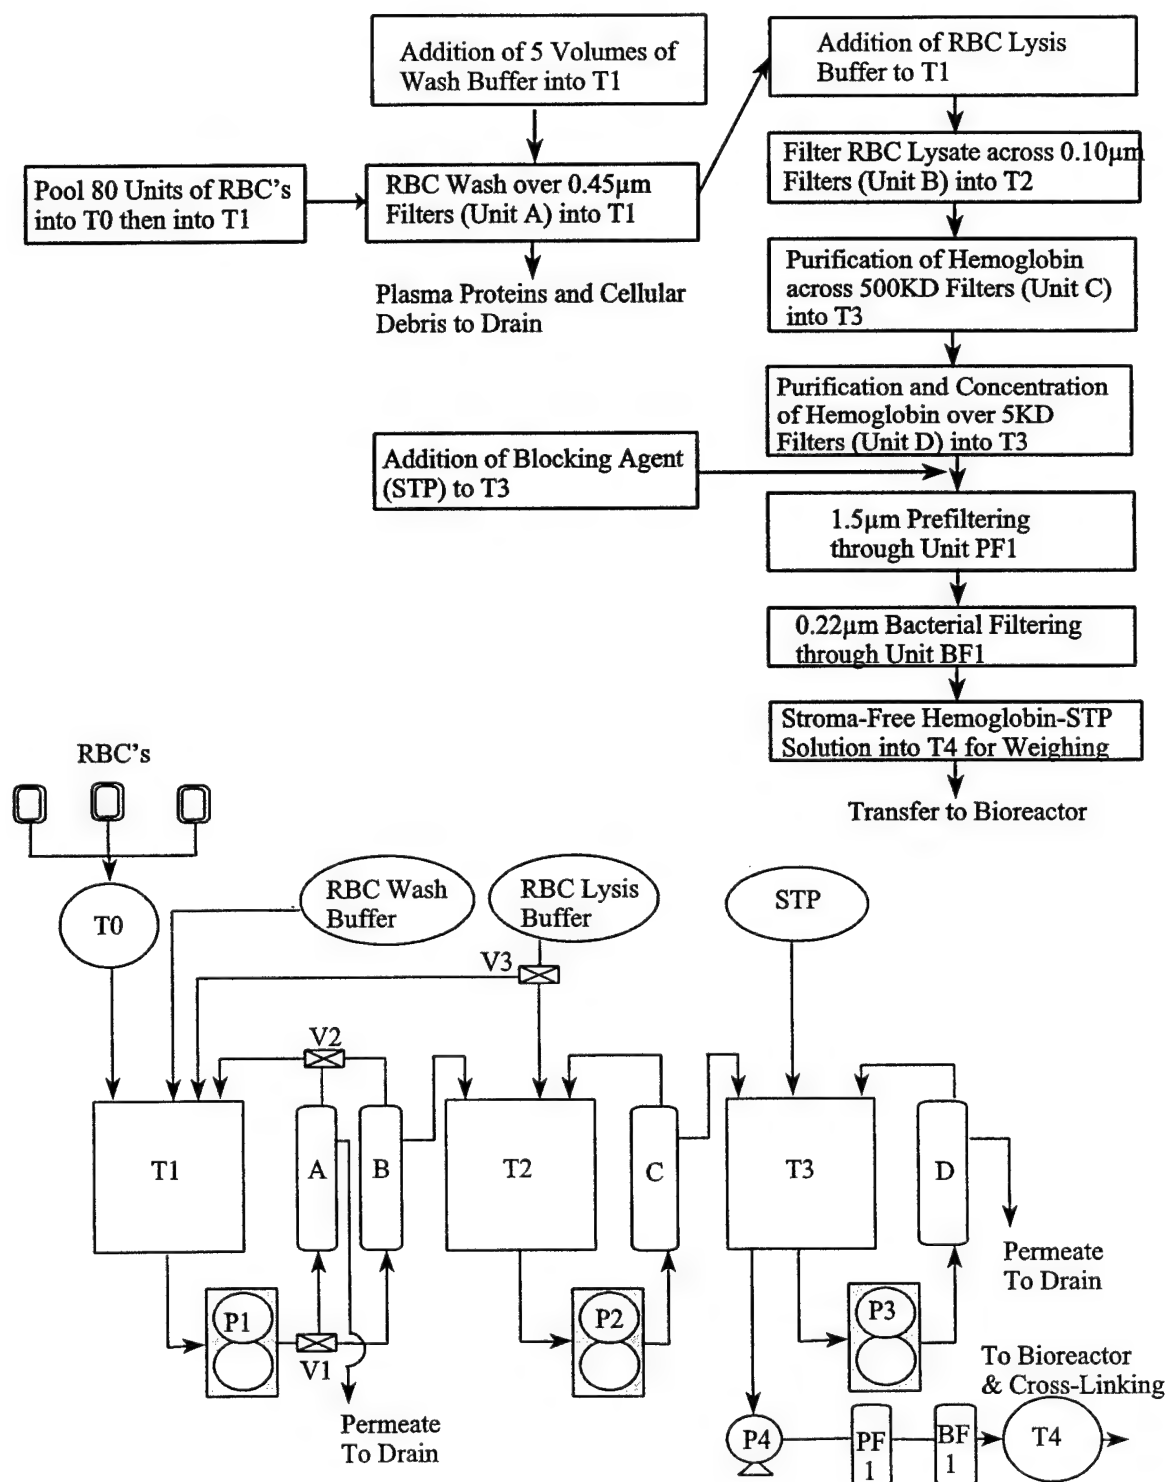 Addition of 5 Volumes of
Wash Buffer into T1
Addition of RBC Lysis
Buffer to T1
Pool 80 Units of RBC's
into T0 then into T1
RBC Wash over 0.45µm
Filters (Unit A) into T1
Filter RBC Lysate across 0.10µm
Filters (Unit B) into T2
Plasma Proteins and Cellular
Debris to Drain
Purification of Hemoglobin
across 500KD Filters (Unit C)
into T3
Purification and Concentration
of Hemoglobin over 5KD
Filters (Unit D) into T3
Addition of Blocking Agent
(STP) to T3
1.5µm Prefiltering
through Unit PF1
0.22µm Bacterial Filtering
through Unit BF1
Stroma-Free Hemoglobin-STP
Solution into T4 for Weighing
Transfer to Bioreactor
RBC's
T0
RBC Wash
Buffer
RBC Lysis
Buffer
STP
V3
V2
T1
A
B
T2
C
T3
D
Permeate
To Drain
P1
V1
P2
P3
Permeate
To Drain
To Bioreactor
& Cross-Linking
P4
PF
1
BF
1
T4